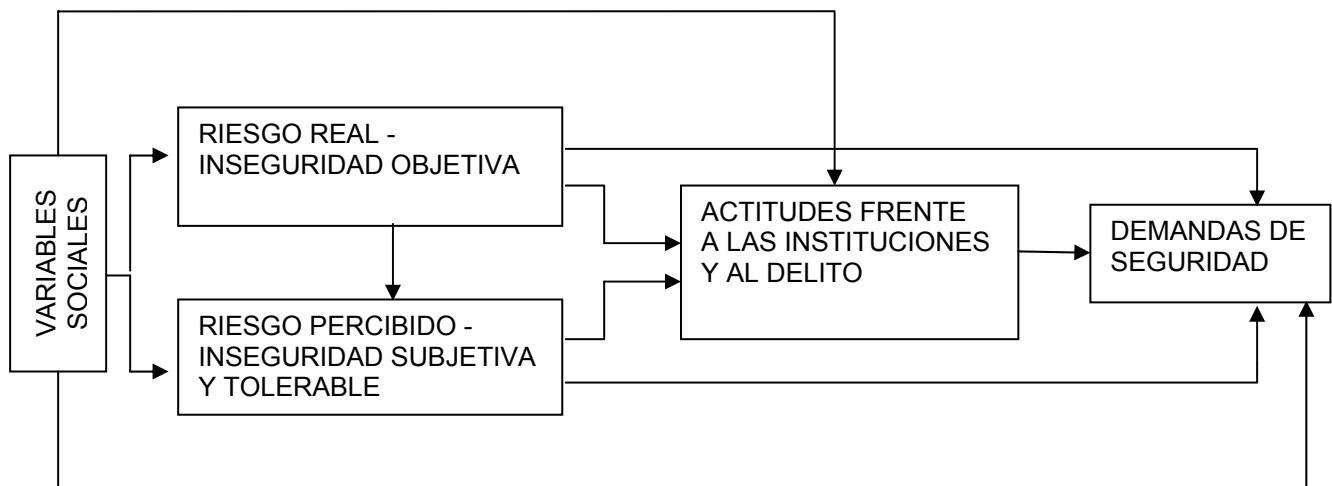 VARIABLES
SOCIALES
RIESGO REAL -
INSEGURIDAD OBJETIVA
RIESGO PERCIBIDO -
INSEGURIDAD SUBJETIVA
Y TOLERABLE
ACTITUDES FRENTE
A LAS INSTITUCIONES
Y AL DELITO
DEMANDAS DE
SEGURIDAD